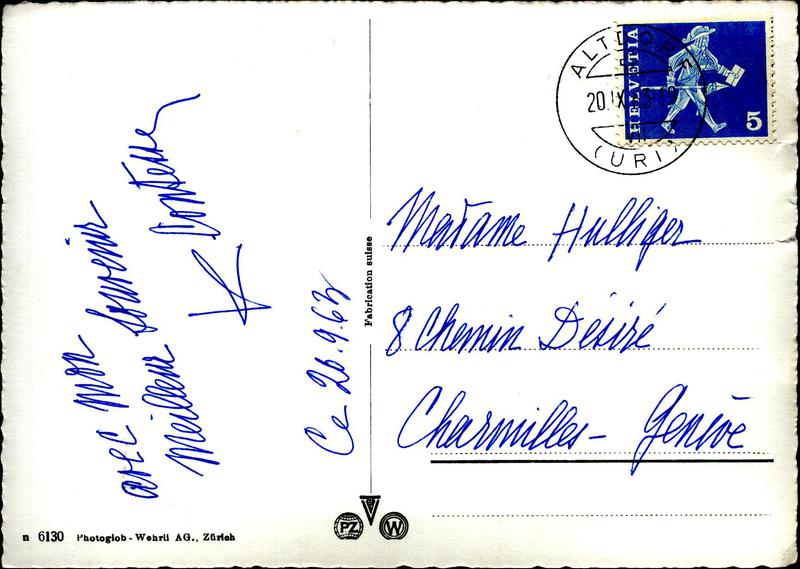 avec mon
Meilleur Souvenir
Ce 20.9.63
Fabrication suisse
n 6130 Photoglob-Wehrli AG., Zürich
PZ
W
HELVETIA
5
ALTDORF
20.IX.63-19
(URI)
Madame Hulliger
8 Chemin Désiré
Charmilles - Genève